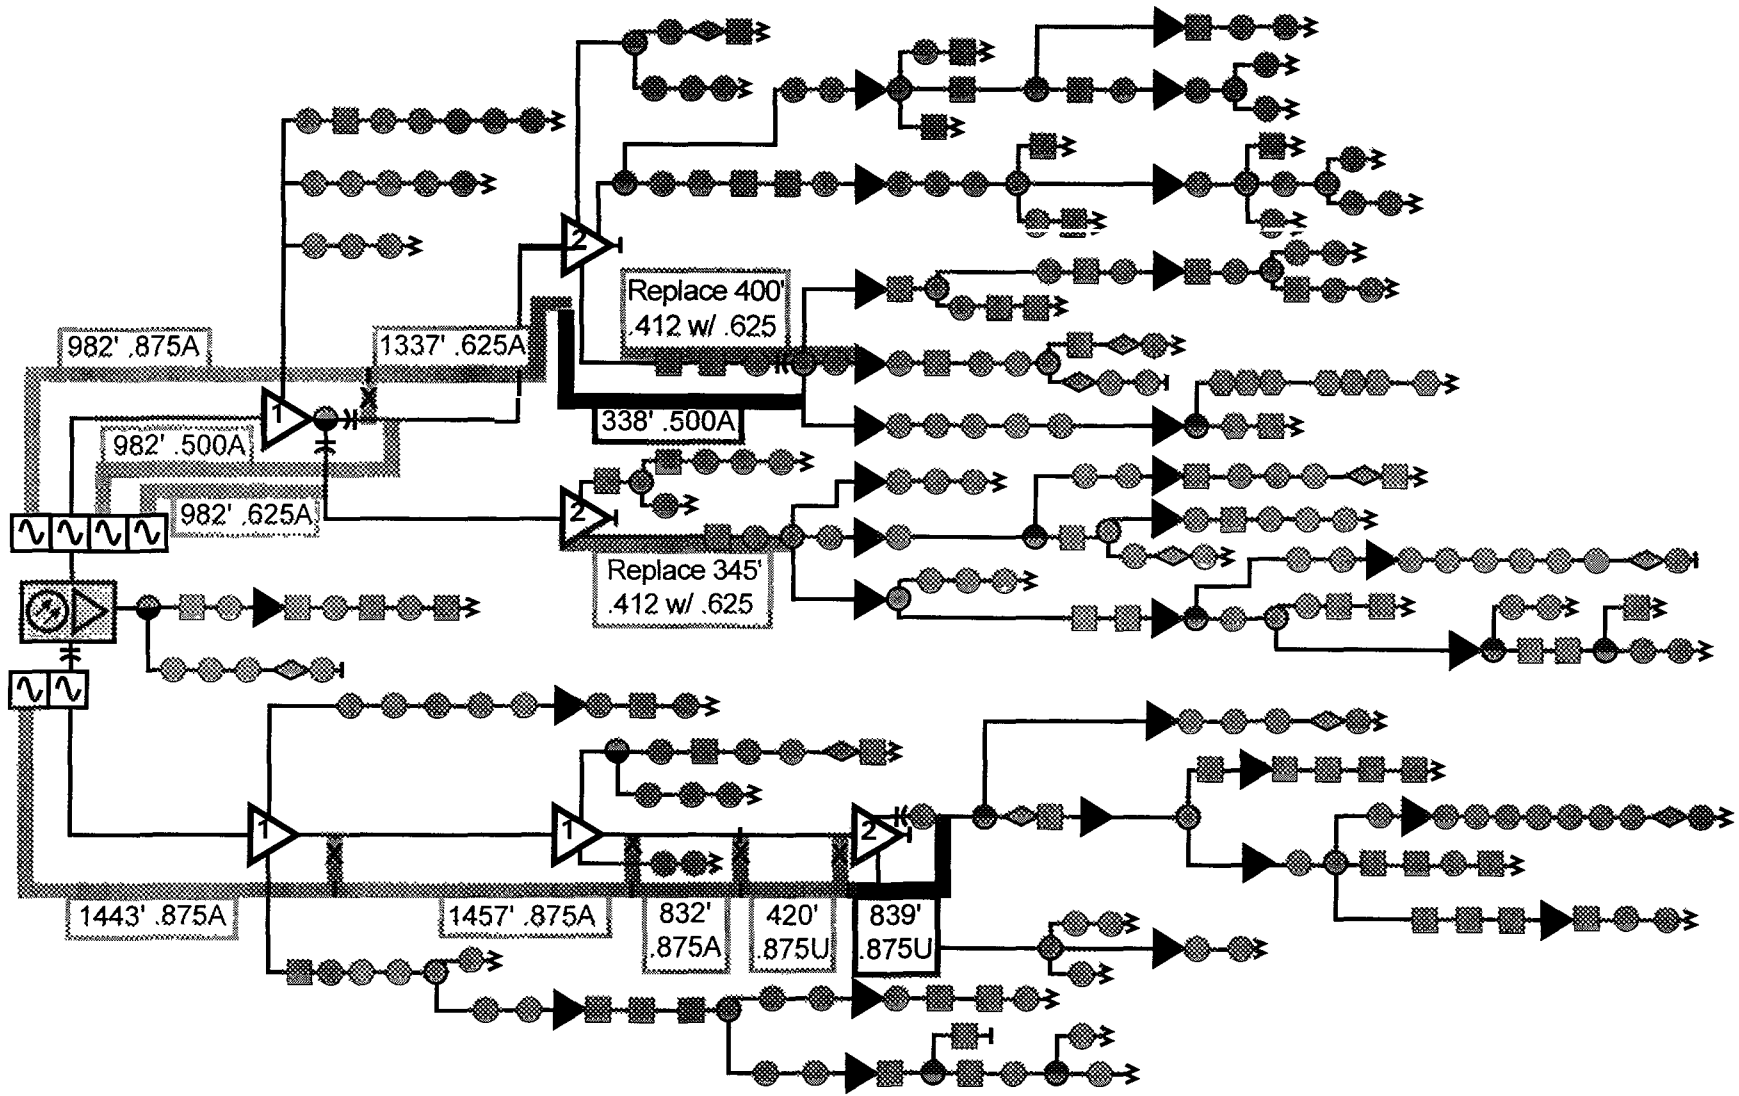 2
Replace 400'
.412 w/ .625
982' .875A
1337' .625A
1
338' .500A
982' .500A
982' .625A
2
Replace 345'
.412 w/ .625
1
1
2
1443' .875A
1457' .875A
832'
.875A
420'
.875U
839'
.875U